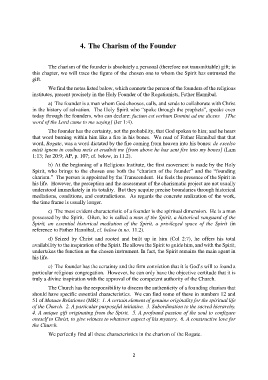 4. The Charism of the Founder
The charism of the founder is absolutely a personal (therefore not transmittable) gift; in
this chapter, we will trace the figure of the chosen one to whom the Spirit has entrusted the
gift.
We find the notes listed below, which connote the person of the founders of the religious
institutes, present precisely in the Holy Founder of the Rogationists, Father Hannibal.
a) The founder is a man whom God chooses, calls, and sends to collaborate with Christ
in the history of salvation. The Holy Spirit who "spoke through the prophets", speaks even
today through the founders, who can declare: factum est verbum Domini ad me dicens (The
word of the Lord came to me saying) (Jer 1:4).
The founder has the certainty, not the probability, that God spoke to him; and he heard
that word burning within him like a fire in his bones. We read of Father Hannibal that that
word, Rogate, was a word dictated by the fire coming from heaven into his bones: de excelso
misit ignem in ossibus meis et erudivit me (from above he has sent fire into my bones) (Lam
1:13; Jer 20:9; AP, p. 107; cf. below, in 11.2).
b) At the beginning of a Religious Institute, the first movement is made by the Holy
Spirit, who brings to the chosen one both the "charism of the founder" and the "founding
charism." The person is appointed by the Transcendent. He feels the presence of the Spirit in
his life. However, the perception and the assessment of the charismatic project are not usually
understood immediately in its totality. But they acquire precise boundaries through historical
meditations, conditions, and contradictions. As regards the concrete realization of the work,
the time frame is usually longer.
c) The most evident characteristic of a founder is the spiritual dimension. He is a man
possessed by the Spirit. Often, he is called a man of the Spirit, a historical vanguard of the
Spirit, an essential historical mediation of the Spirit, a privileged space of the Spirit (in
reference to Father Hannibal, cf. below in no. 11.2).
d) Seized by Christ and rooted and built up in him (Col 2:7), he offers his total
availability to the inspiration of the Spirit. He allows the Spirit to guide him, and with the Spirit,
undertakes the function as the chosen instrument. In fact, the Spirit remains the main agent in
his life.
e) The founder has the certainty and the firm conviction that it is God's will to found a
particular religious congregation. However, he can only have the objective certitude that it is
truly a divine inspiration with the approval of the competent authority of the Church.
The Church has the responsibility to discern the authenticity of a founding charism that
should have specific essential characteristics. We can find some of these in numbers 12 and
51 of Mutuae Relationes (MR): 1. A certain element of genuine originality for the spiritual life
of the Church. 2. A particular purposeful initiative. 3. Subordination to the sacred hierarchy.
4. A unique gift originating from the Spirit. 5. A profound passion of the soul to configure
oneself to Christ, to give witness to whatever aspect of his mystery. 6. A constructive love for
the Church.
We perfectly find all these characteristics in the charism of the Rogate.
2